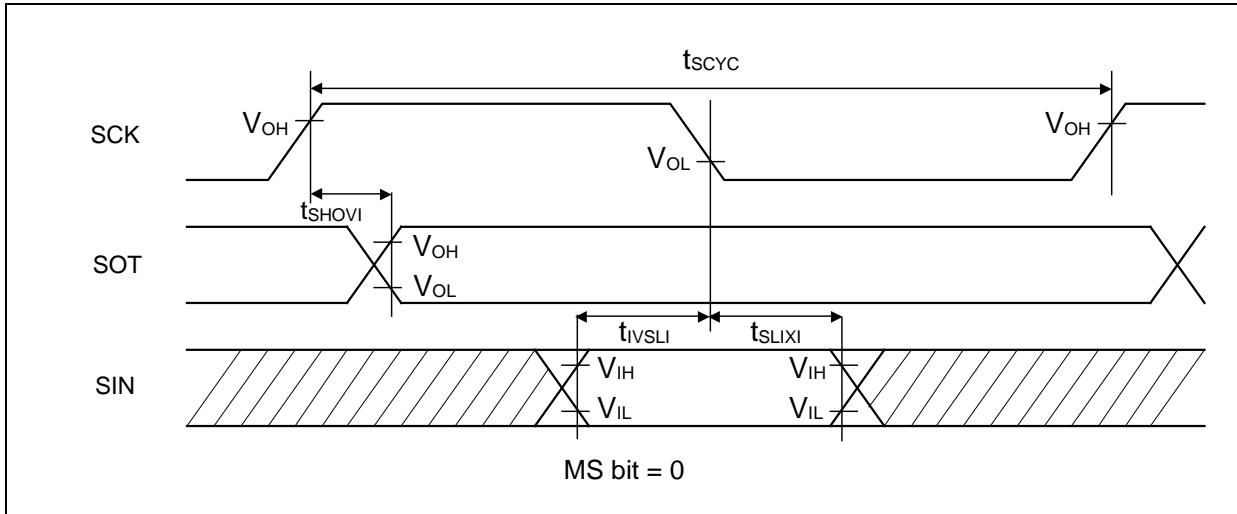 tSCYC
SCK
VOH
VOH
VOL
tSHOVI
SOT
VOH
VOL
tIVSLI
tSLIXI
SIN
VIH
VIH
VIL
VIL
MS bit = 0